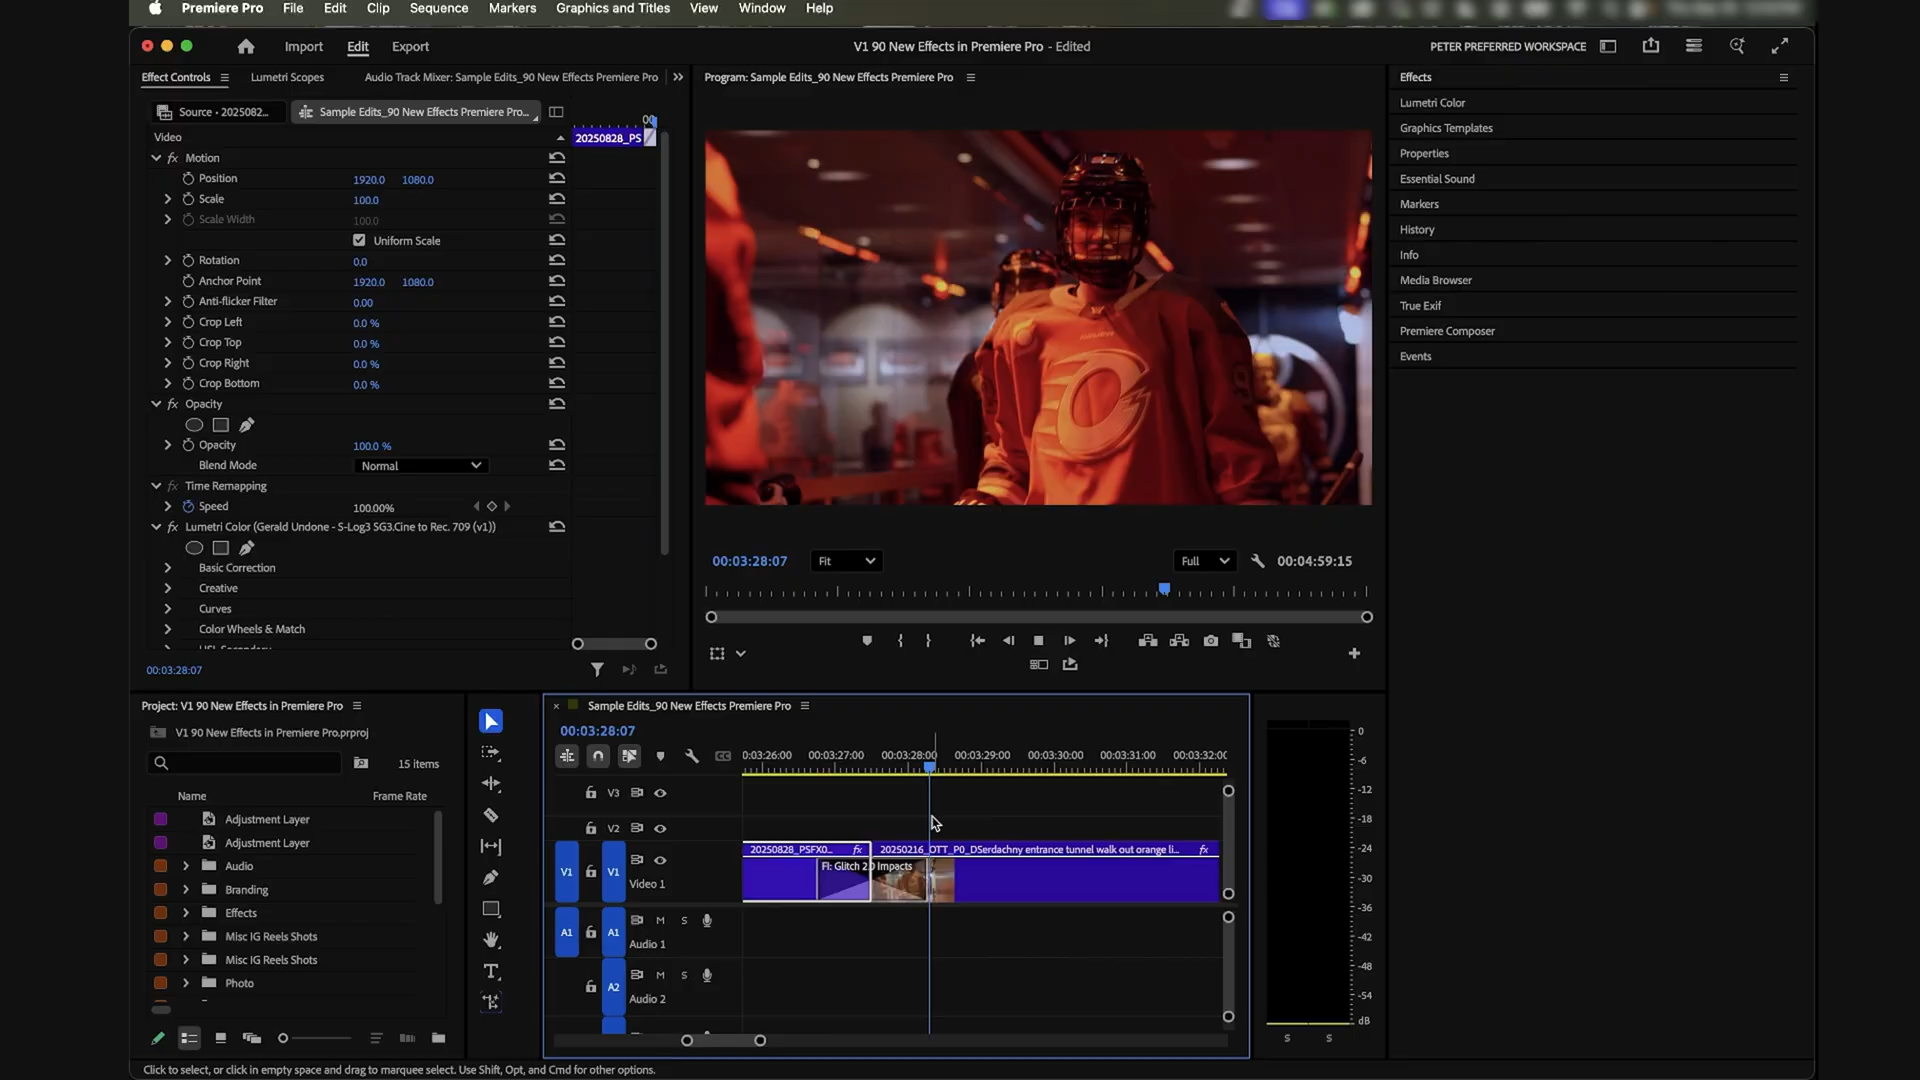 Premiere Pro File Edit Clip Sequence Markers Graphics and Titles View Window Help
Import Edit Export
V1 90 New Effects in Premiere Pro - Edited
PETER PREFERRED WORKSPACE
Effect Controls
Lumetri Scopes
Audio Track Mixer: Sample Edits_90 New Effects Premiere Pro
Source • 2025082...
Sample Edits_90 New Effects Premiere Pro...
00
Video
20250828_PS
fx Motion
Position 1920.0 1080.0
Scale 100.0
Scale Width 100.0
Uniform Scale
Rotation 0.0
Anchor Point 1920.0 1080.0
Anti-flicker Filter 0.00
Crop Left 0.0 %
Crop Top 0.0 %
Crop Right 0.0 %
Crop Bottom 0.0 %
fx Opacity
Opacity 100.0 %
Blend Mode Normal
fx Time Remapping
Speed 100.00%
fx Lumetri Color (Gerald Undone - S-Log3 SG3.Cine to Rec. 709 (v1))
Basic Correction
Creative
Curves
Color Wheels & Match
00:03:28:07
Program: Sample Edits_90 New Effects Premiere Pro
00:03:28:07 Fit Full 00:04:59:15
Effects
Lumetri Color
Graphics Templates
Properties
Essential Sound
Markers
History
Info
Media Browser
True Exif
Premiere Composer
Events
Project: V1 90 New Effects in Premiere Pro
V1 90 New Effects in Premiere Pro.prproj
15 items
Name Frame Rate
Adjustment Layer
Adjustment Layer
Audio
Branding
Effects
Misc IG Reels Shots
Misc IG Reels Shots
Photo
Sample Edits_90 New Effects Premiere Pro
00:03:28:07
CC
0:03:26:00 00:03:27:00 00:03:28:00 00:03:29:00 00:03:30:00 00:03:31:00 00:03:32:00
V3
V2
V1 V1 Video 1
20250828_PSFX0... fx
20250216_OTT_P0_DSerdachny entrance tunnel walk out orange li... fx
FI: Glitch 2.0 Impacts
A1 A1 M S
Audio 1
A2 M S
Audio 2
0
-6
-12
-18
-24
-30
-36
-42
-48
-54
dB
S S
Click to select, or click in empty space and drag to marquee select. Use Shift, Opt, and Cmd for other options.